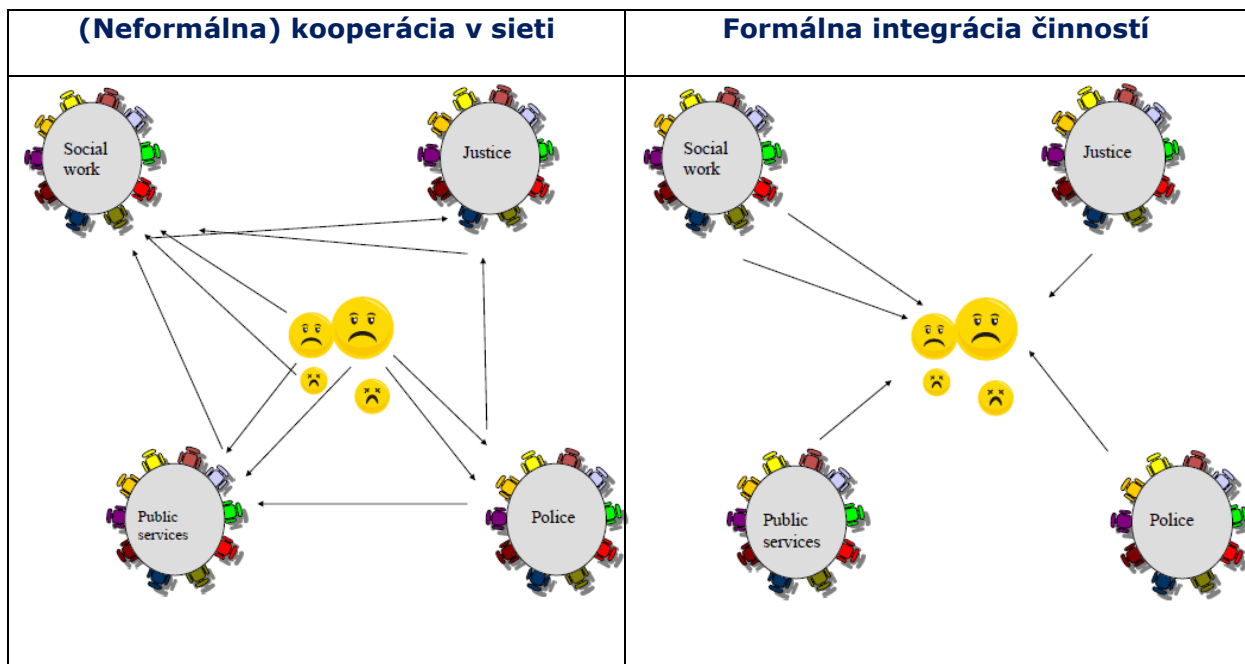 (Neformálna) kooperácia v sieti
Formálna integrácia činností
Social
work
Justice
Public
services
Police
Social
work
Justice
Public
services
Police